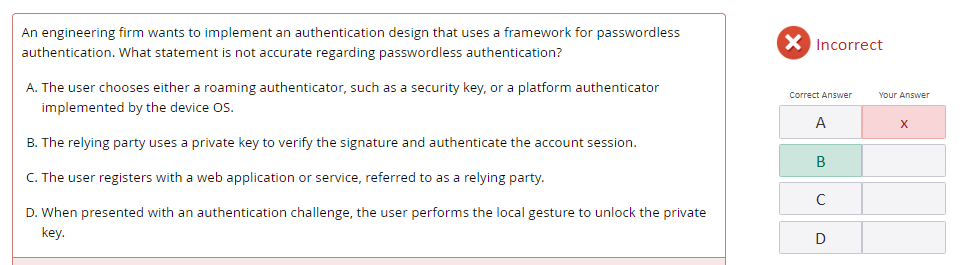 An engineering firm wants to implement an authentication design that uses a framework for passwordless
authentication. What statement is not accurate regarding passwordless authentication?
A. The user chooses either a roaming authenticator, such as a security key, or a platform authenticator
implemented by the device OS.
B. The relying party uses a private key to verify the signature and authenticate the account session.
C. The user registers with a web application or service, referred to as a relying party.
D. When presented with an authentication challenge, the user performs the local gesture to unlock the private
key.
Incorrect
Correct Answer Your Answer
A x
B
C
D